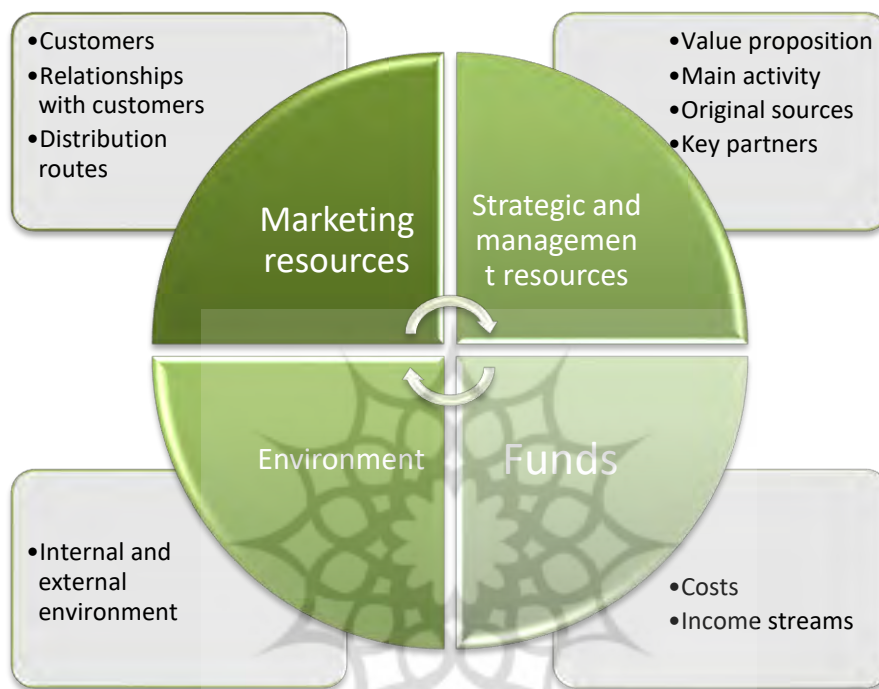 •Customers
•Relationships
with customers
•Distribution
routes
•Value proposition
•Main activity
•Original sources
•Key partners
Marketing
resources
Strategic and
managemen
t resources
Environment
Funds
•Internal and
external
environment
•Costs
•Income streams